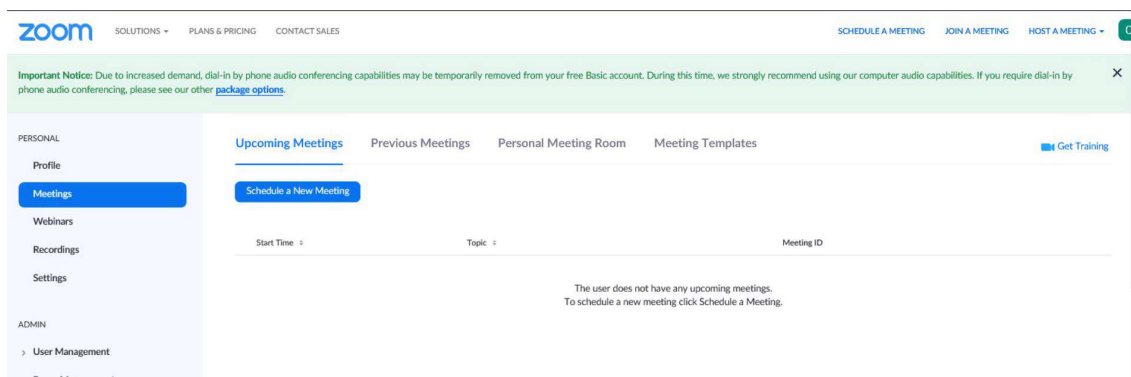 zoom SOLUTIONS PLANS & PRICING CONTACT SALES SCHEDULE A MEETING JOIN A MEETING HOST A MEETING
Important Notice: Due to increased demand, dial-in by phone audio conferencing capabilities may be temporarily removed from your free Basic account. During this time, we strongly recommend using our computer audio capabilities. If you require dial-in by
phone audio conferencing, please see our other package options.
PERSONAL
Profile
Meetings
Webinars
Recordings
Settings
ADMIN
User Management
Upcoming Meetings Previous Meetings Personal Meeting Room Meeting Templates Get Training
Schedule a New Meeting
Start Time Topic Meeting ID
The user does not have any upcoming meetings.
To schedule a new meeting click Schedule a Meeting.